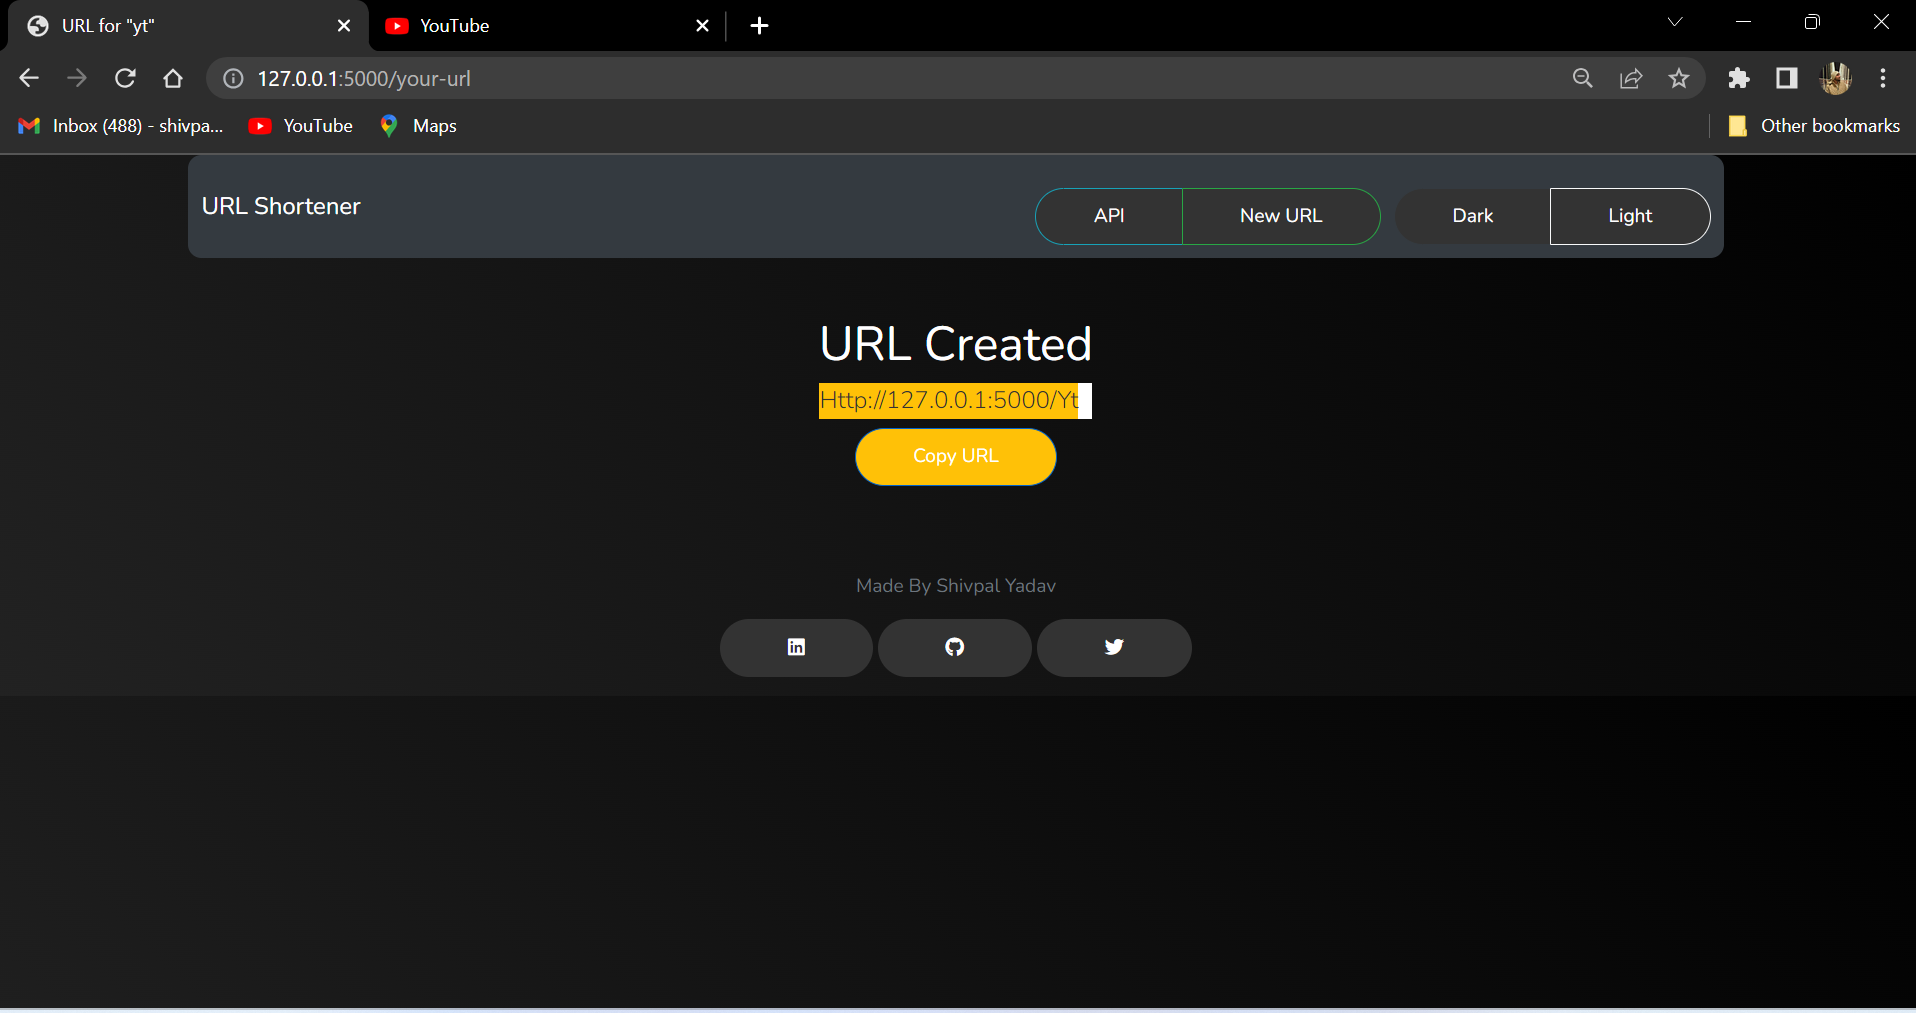 URL for "yt"
YouTube
127.0.0.1:5000/your-url
Inbox (488) - shivpa...
YouTube
Maps
Other bookmarks
URL Shortener
API
New URL
Dark
Light
URL Created
Http://127.0.0.1:5000/Yt
Copy URL
Made By Shivpal Yadav